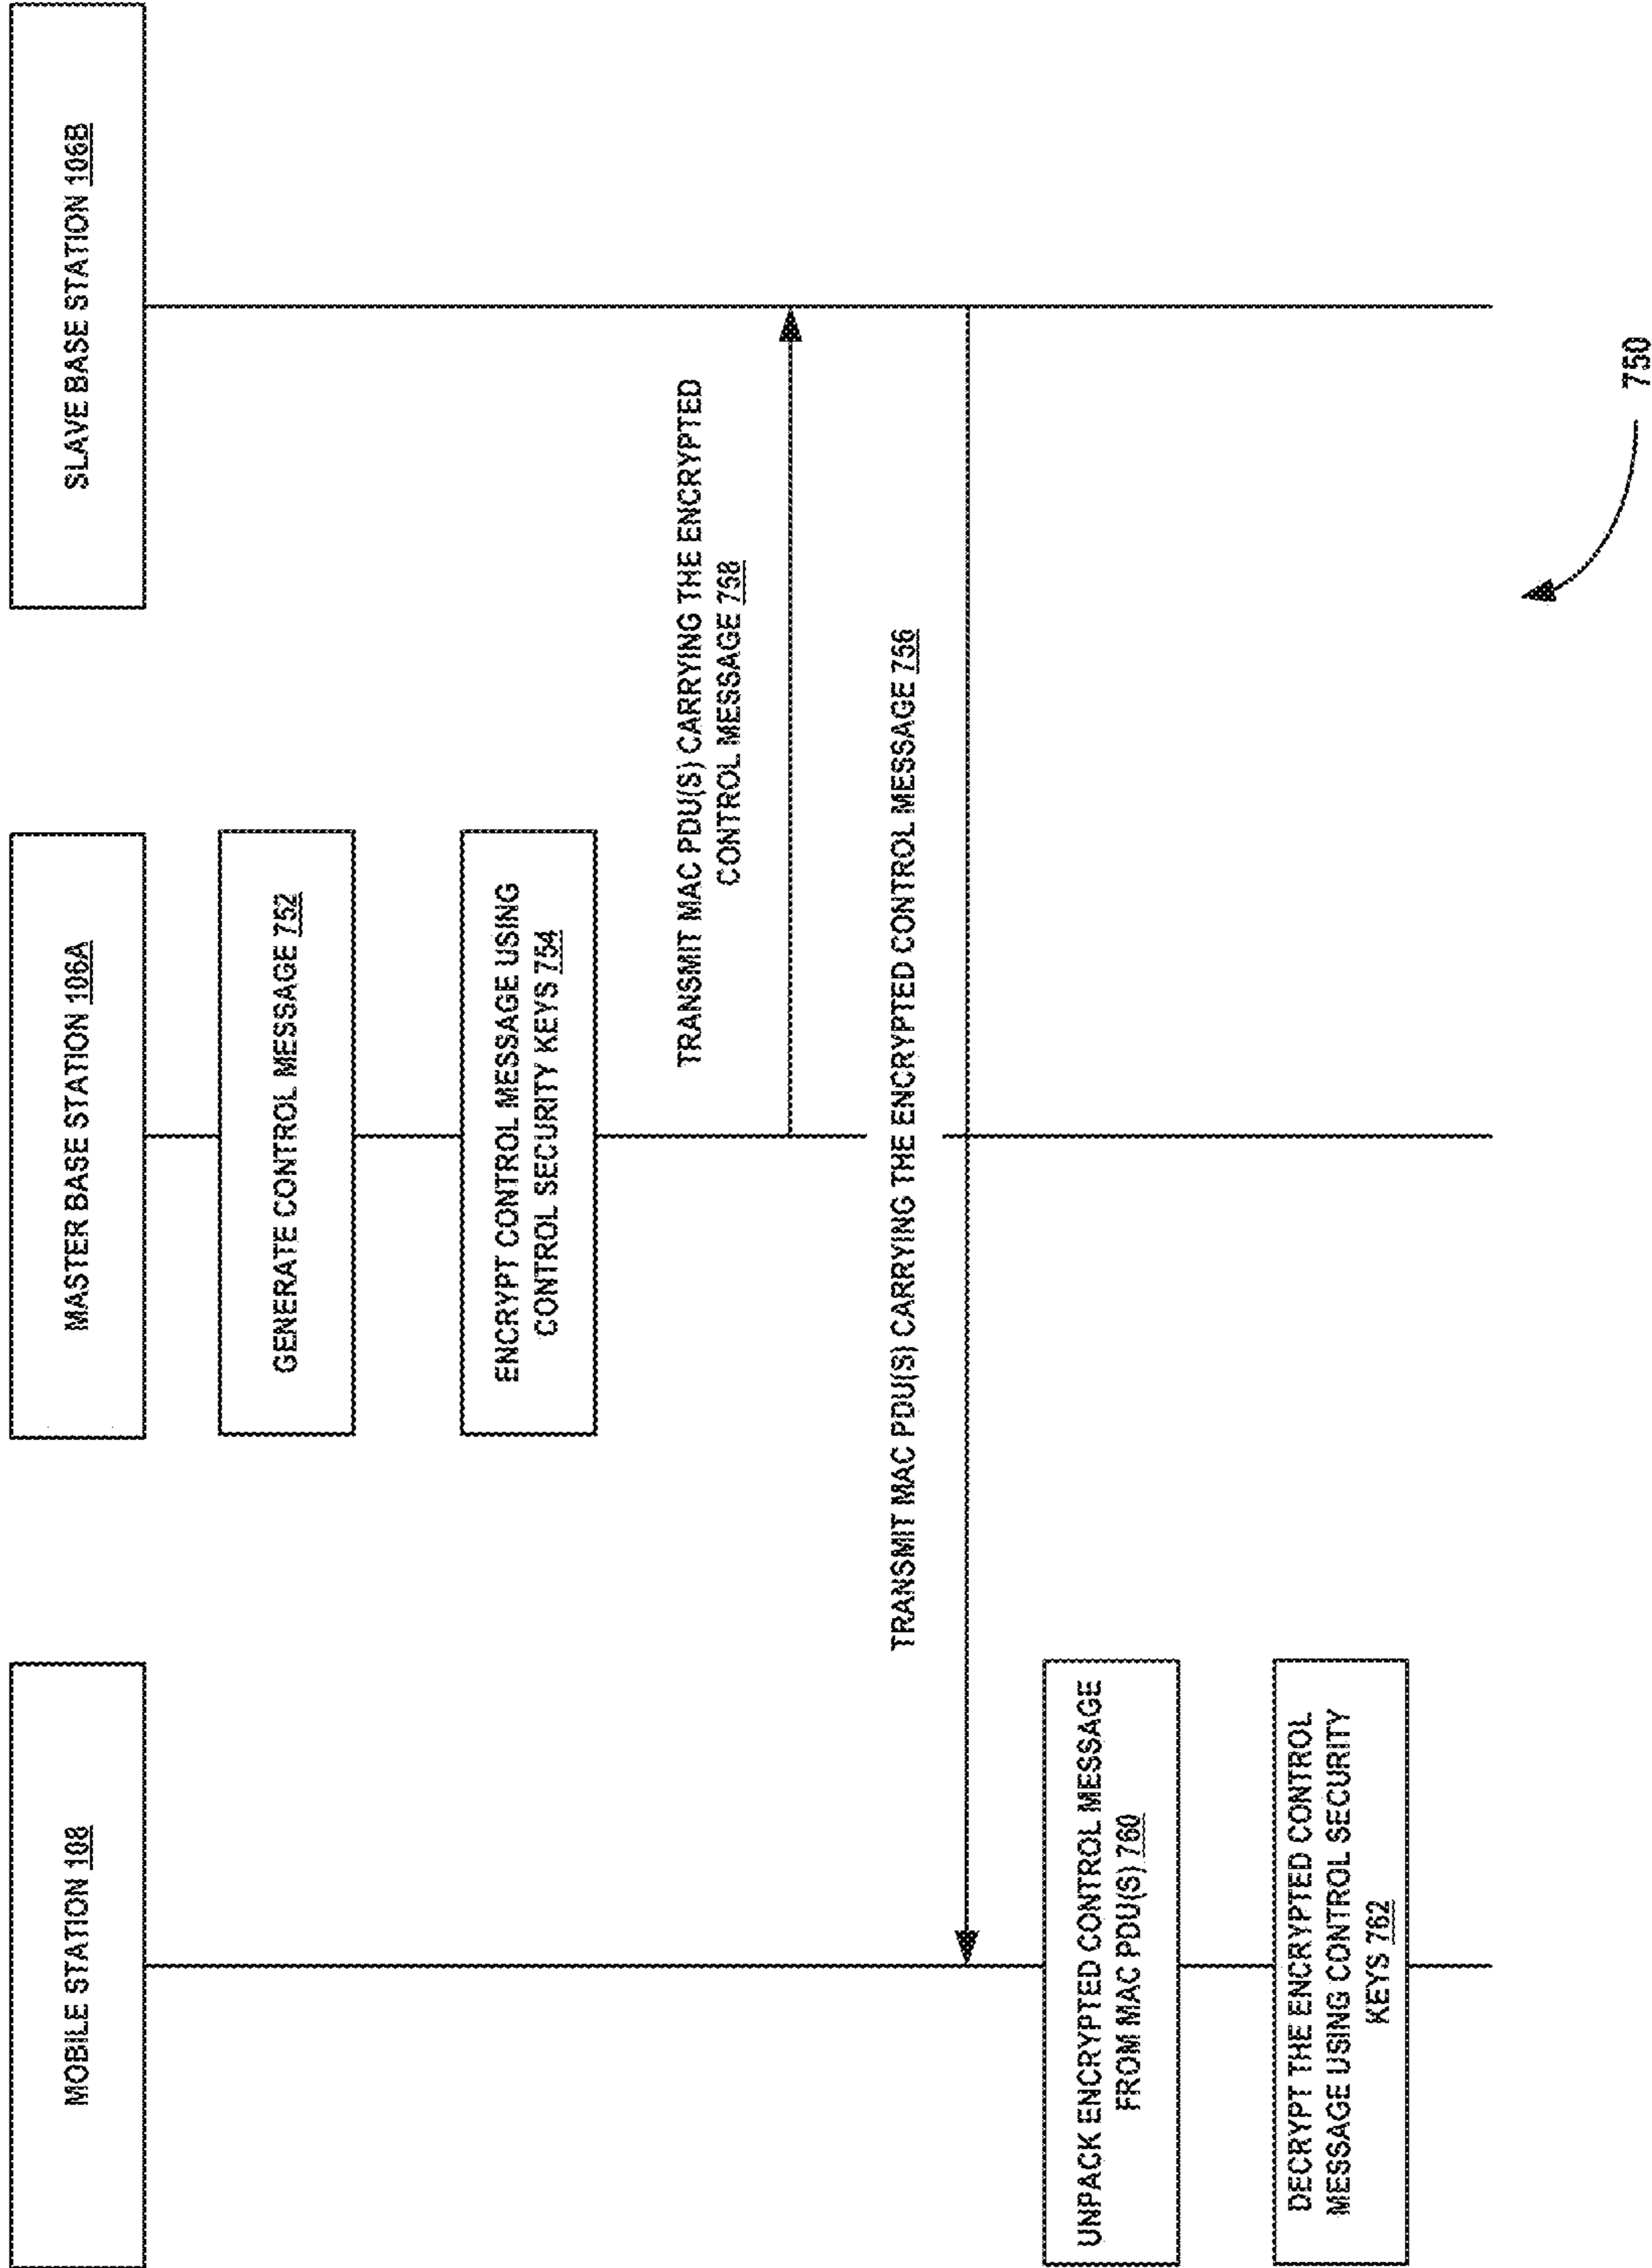 MOBILE STATION 108
MASTER BASE STATION 106A
SLAVE BASE STATION 106B
GENERATE CONTROL MESSAGE 752
ENCRYPT CONTROL MESSAGE USING
CONTROL SECURITY KEYS 754
TRANSMIT MAC PDU(S) CARRYING THE ENCRYPTED
CONTROL MESSAGE 758
TRANSMIT MAC PDU(S) CARRYING THE ENCRYPTED CONTROL MESSAGE 756
UNPACK ENCRYPTED CONTROL MESSAGE
FROM MAC PDU(S) 760
DECRYPT THE ENCRYPTED CONTROL
MESSAGE USING CONTROL SECURITY
KEYS 762
750